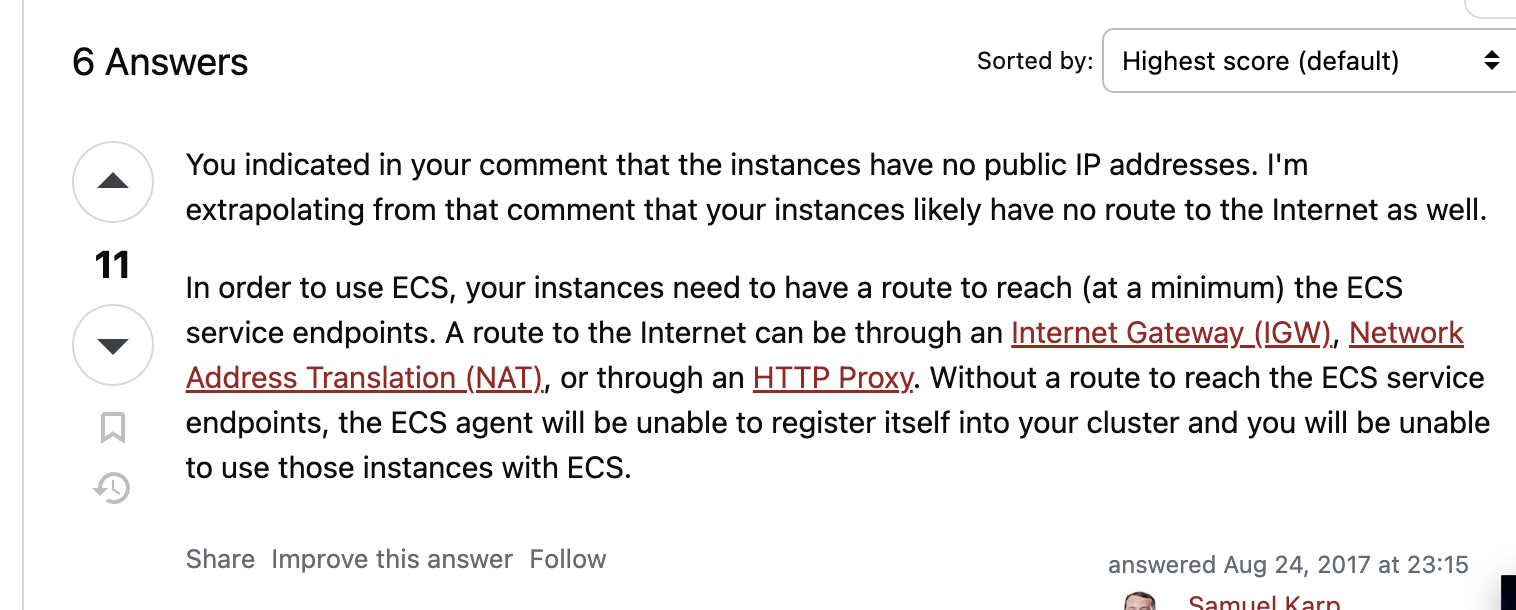 6 Answers
Sorted by:
Highest score (default)
You indicated in your comment that the instances have no public IP addresses. I'm
extrapolating from that comment that your instances likely have no route to the Internet as well.
11
In order to use ECS, your instances need to have a route to reach (at a minimum) the ECS
service endpoints. A route to the Internet can be through an Internet Gateway (IGW), Network
Address Translation (NAT), or through an HTTP Proxy. Without a route to reach the ECS service
endpoints, the ECS agent will be unable to register itself into your cluster and you will be unable
to use those instances with ECS.
Share Improve this answer Follow
answered Aug 24, 2017 at 23:15
Samuel Karp